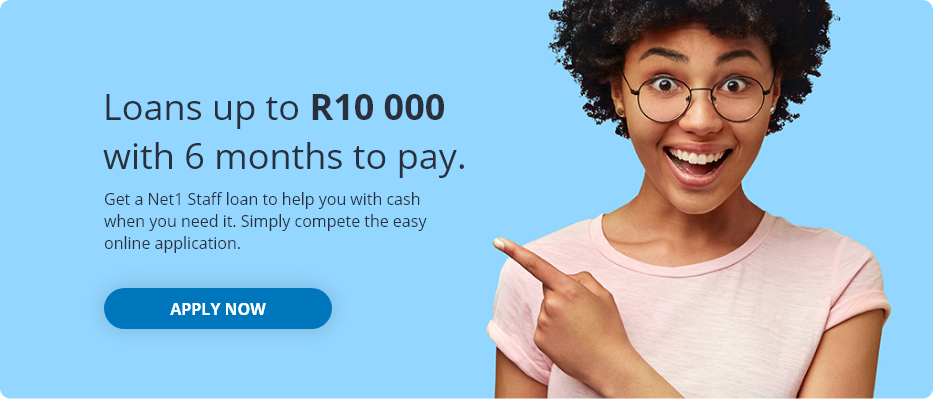 Loans up to R10 000
with 6 months to pay.
Get a Net1 Staff loan to help you with cash
when you need it. Simply compete the easy
online application.
APPLY NOW